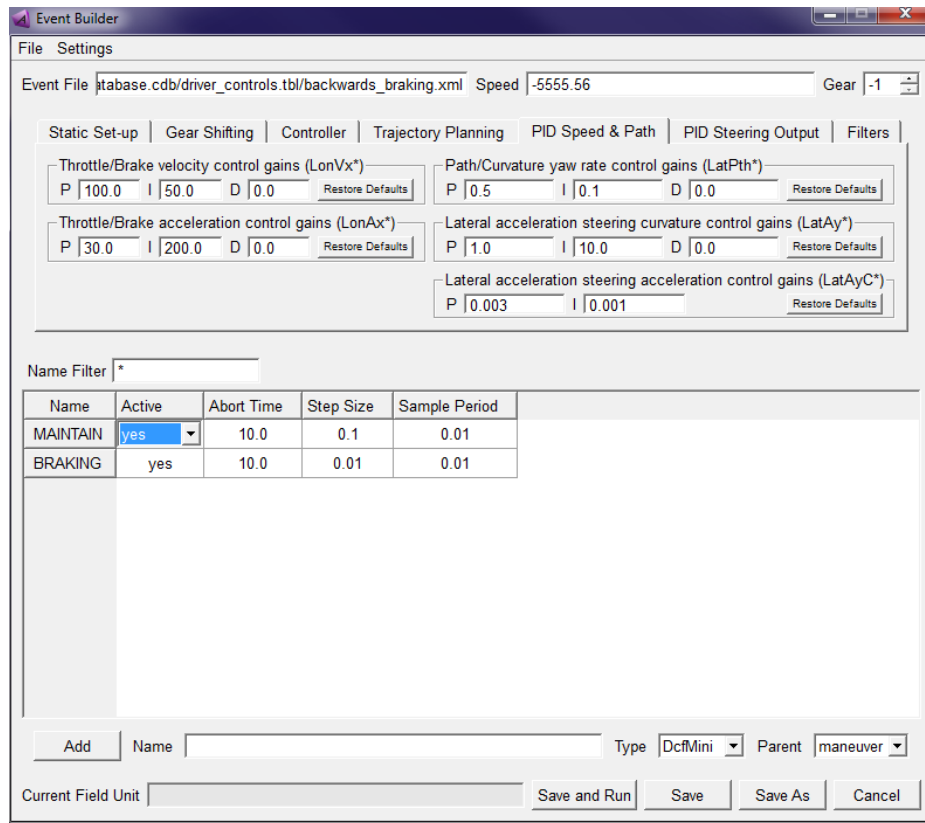 Event Builder
File Settings
Event File atabase.cdb/driver_controls.tbl/backwards_braking.xml Speed -5555.56 Gear -1
Static Set-up Gear Shifting Controller Trajectory Planning PID Speed & Path PID Steering Output Filters
Throttle/Brake velocity control gains (LonVx*) Path/Curvature yaw rate control gains (LatPth*)
P 100.0 I 50.0 D 0.0 Restore Defaults P 0.5 I 0.1 D 0.0 Restore Defaults
Throttle/Brake acceleration control gains (LonAx*) Lateral acceleration steering curvature control gains (LatAy*)
P 30.0 I 200.0 D 0.0 Restore Defaults P 1.0 I 10.0 D 0.0 Restore Defaults
Lateral acceleration steering acceleration control gains (LatAyC*)
P 0.003 I 0.001 Restore Defaults
Name Filter *
Name Active Abort Time Step Size Sample Period
MAINTAIN yes 10.0 0.1 0.01
BRAKING yes 10.0 0.01 0.01
Add Name Type DcfMini Parent maneuver
Current Field Unit Save and Run Save Save As Cancel